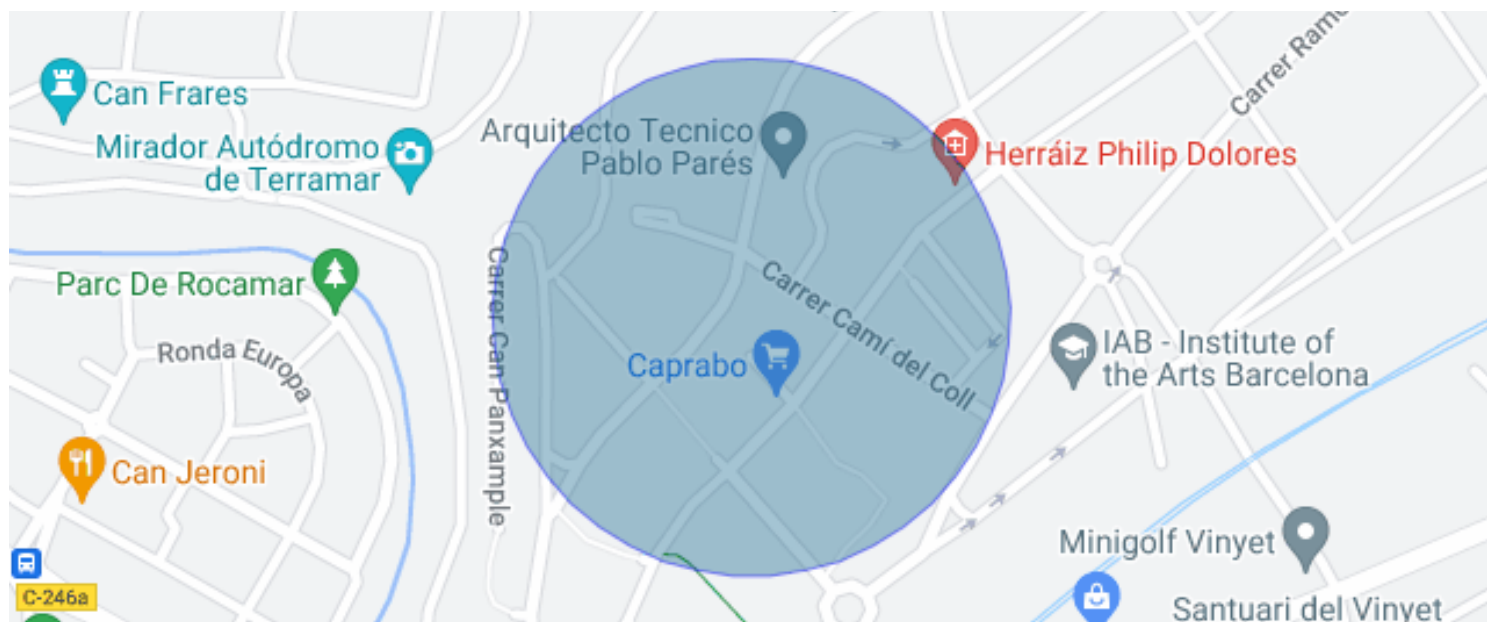 Can Frares
Mirador Autódromo
de Terramar
Arquitecto Tecnico
Pablo Parés
Herráiz Philip Dolores
Carrer Ramo
Parc De Rocamar
Carrer Can Panxample
Carrer Camí del Coll
Ronda Europa
Caprabo
IAB - Institute of
the Arts Barcelona
Can Jeroni
Minigolf Vinyet
C-246a
Santuari del Vinyet